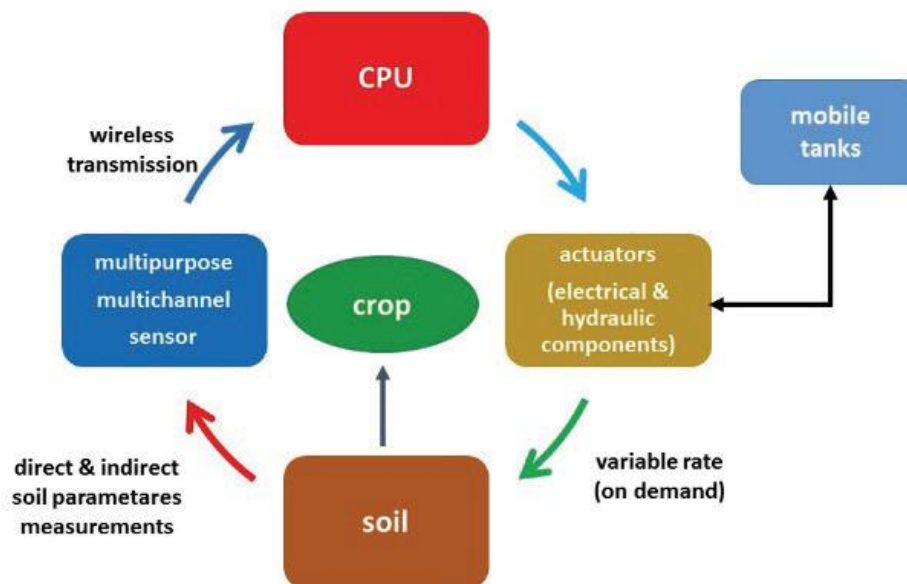 CPU
wireless
transmission
mobile
tanks
multipurpose
multichannel
sensor
crop
actuators
(electrical &
hydraulic
components)
direct & indirect
soil parametares
measurements
soil
variable rate
(on demand)